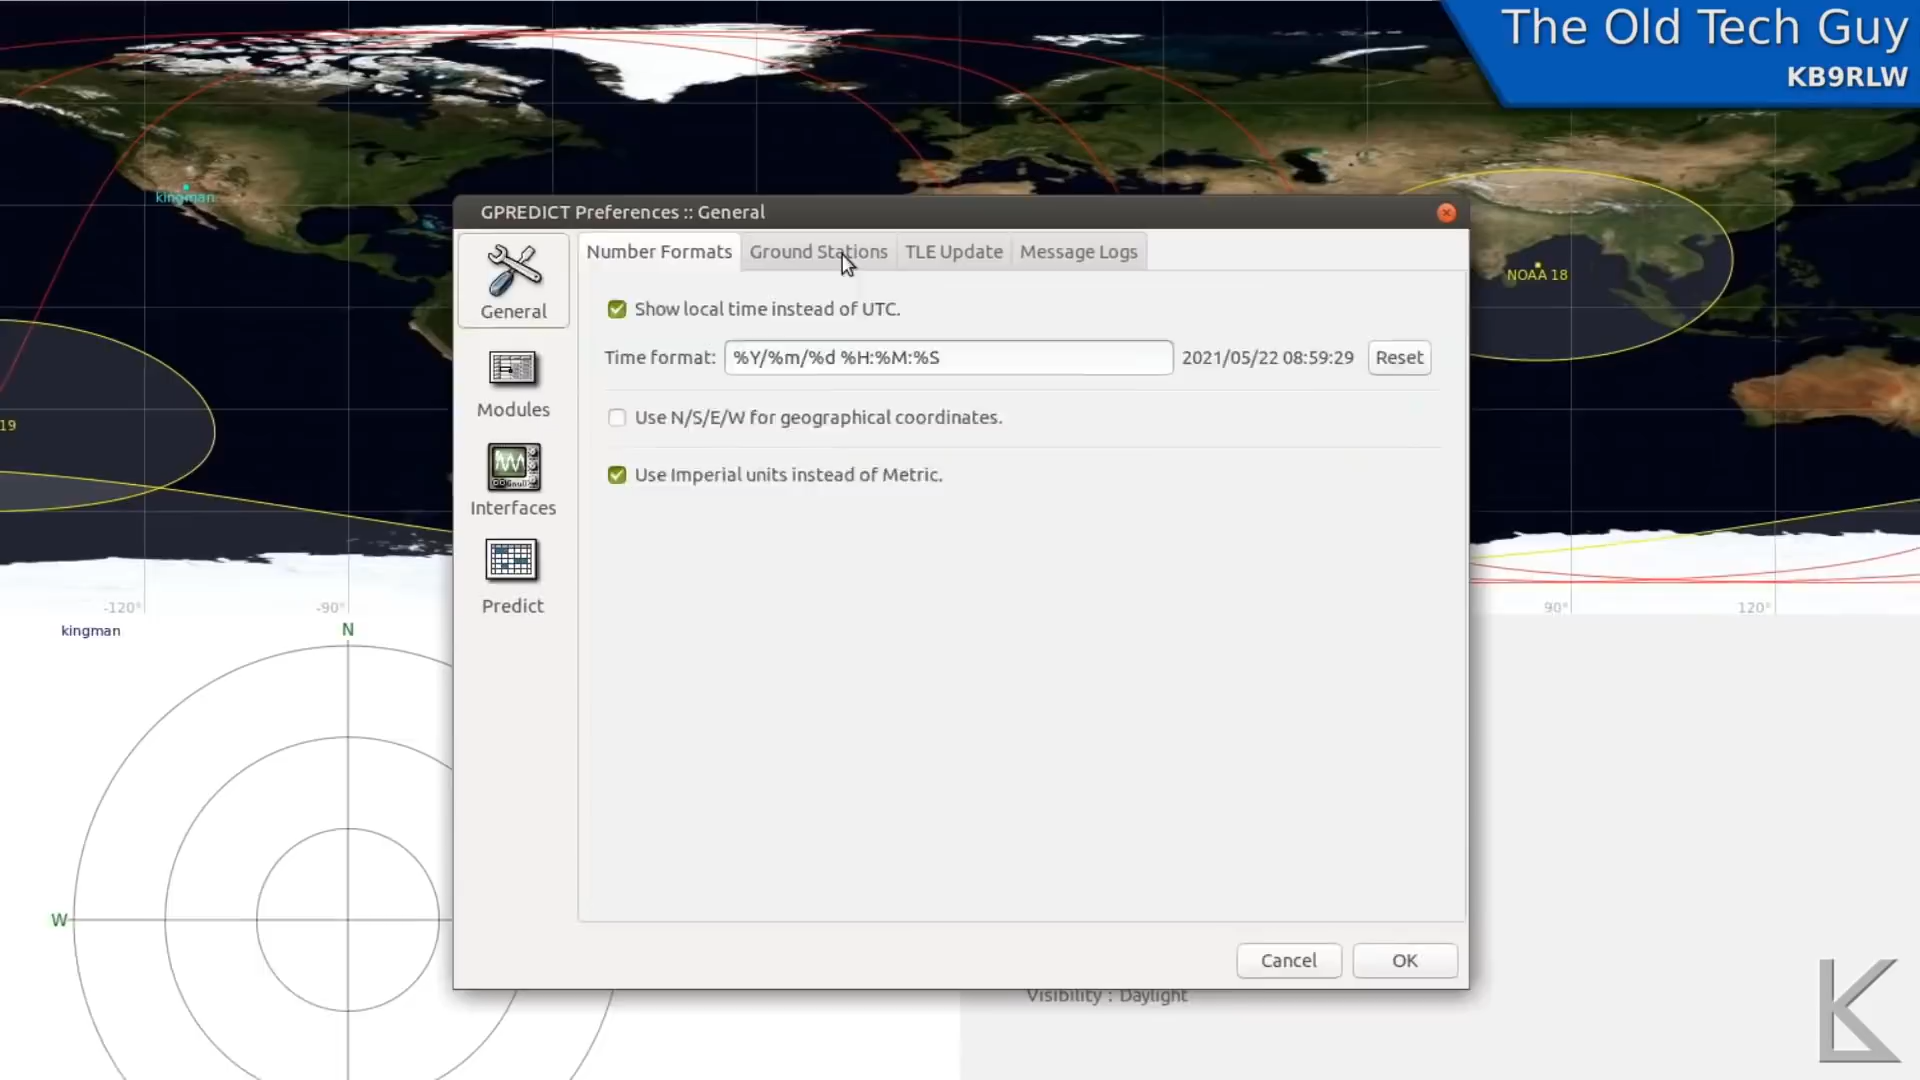 The Old Tech Guy
KB9RLW
kingman
GPREDICT Preferences :: General
General
Modules
Interfaces
Predict
Number Formats
Ground Stations
TLE Update
Message Logs
Show local time instead of UTC.
Time format:
%Y/%m/%d %H:%M:%S
2021/05/22 08:59:29
Reset
Use N/S/E/W for geographical coordinates.
Use Imperial units instead of Metric.
Cancel
OK
NOAA 18
19
-120°
-90°
90°
120°
kingman
N
W
Visibility : Daylight
K